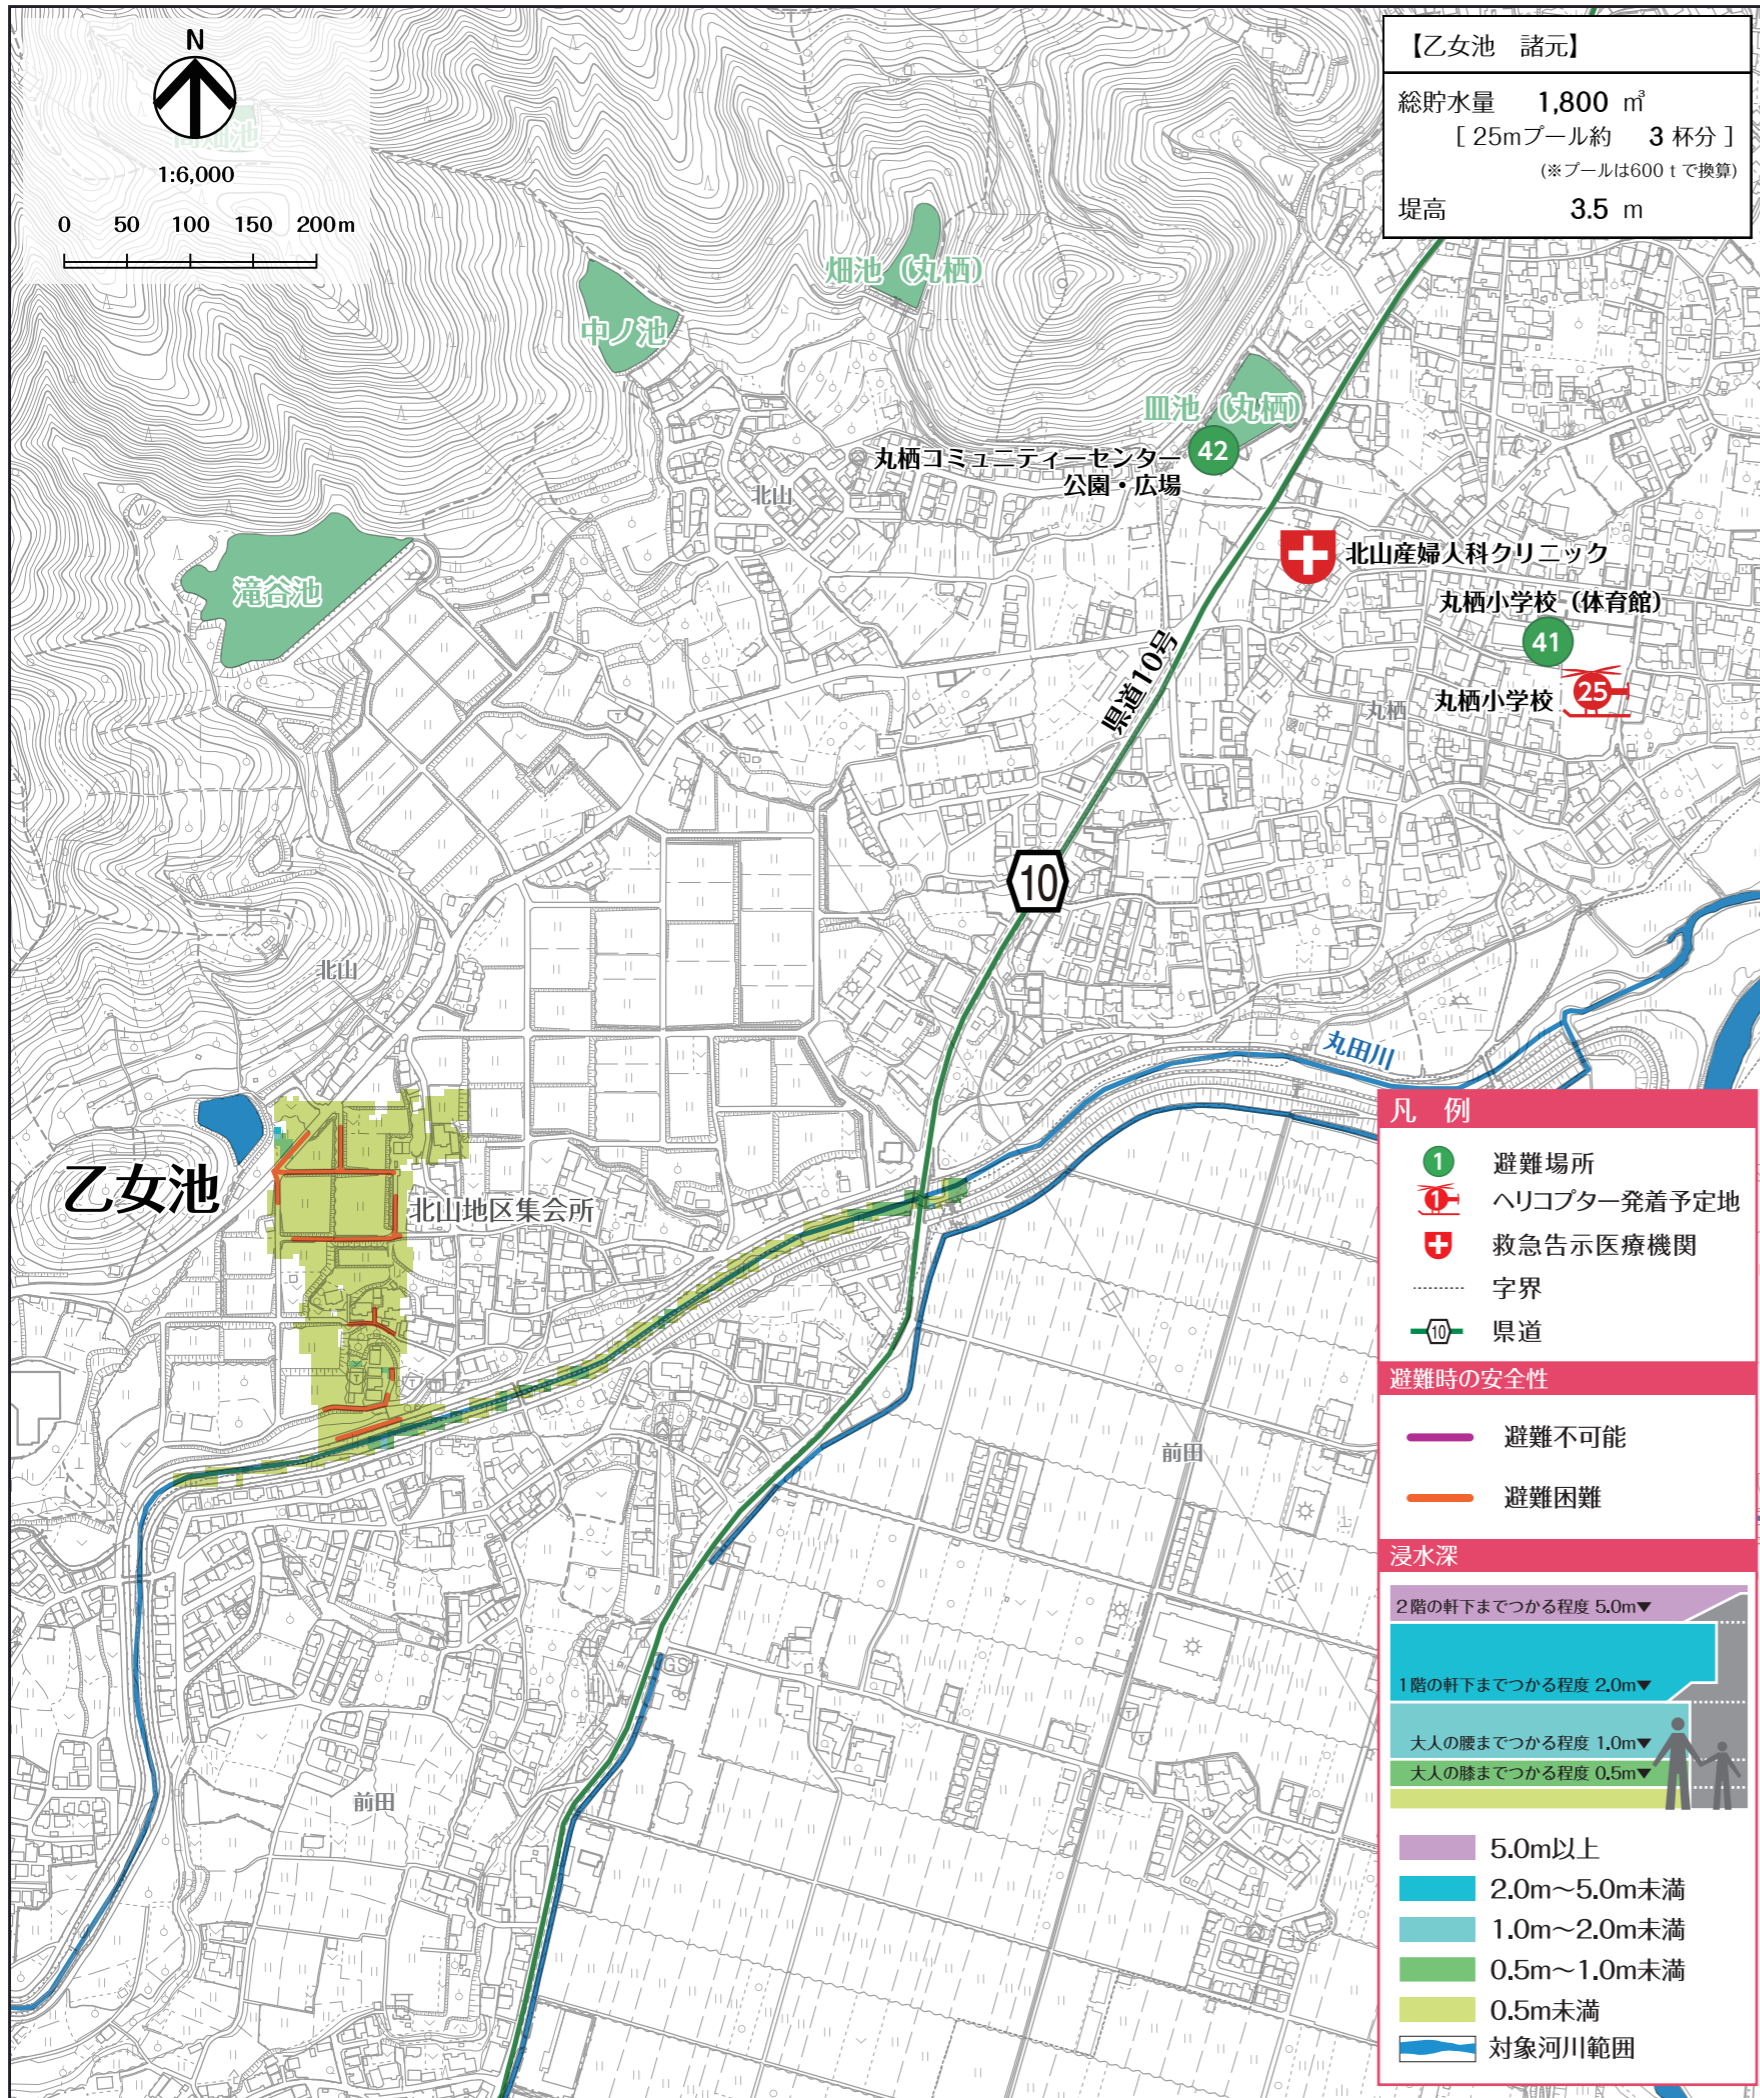 N
1:6,000
0 50 100 150 200m
【乙女池 諸元】
総貯水量 1,800 ㎥
[ 25mプール約 3 杯分 ]
(※プールは600ｔで換算)
堤高 3.5 m
畑池（丸栖）
中ノ池
皿池（丸栖）
42
丸栖コミュニティーセンター
公園・広場
北山
滝谷池
北山産婦人科クリニック
丸栖小学校（体育館）
41
丸栖小学校
25
丸栖
県道10号
10
北山
丸田川
乙女池
北山地区集会所
前田
GS
前田
凡 例
1 避難場所
1 ヘリコプター発着予定地
救急告示医療機関
字界
10 県道
避難時の安全性
避難不可能
避難困難
浸水深
2階の軒下までつかる程度 5.0m▼
1階の軒下までつかる程度 2.0m▼
大人の腰までつかる程度 1.0m▼
大人の膝までつかる程度 0.5m▼
5.0m以上
2.0m～5.0m未満
1.0m～2.0m未満
0.5m～1.0m未満
0.5m未満
対象河川範囲